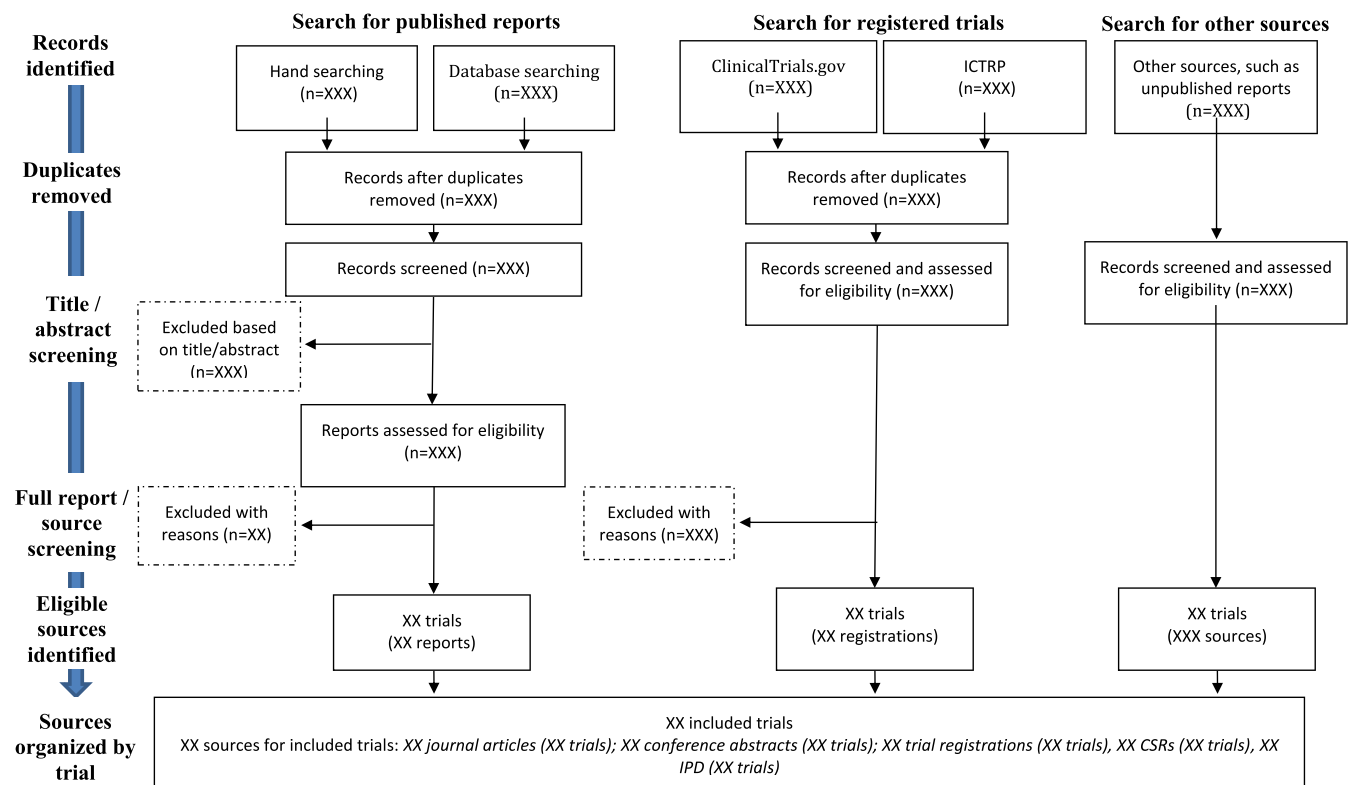 Search for published reports
Search for registered trials
Search for other sources
Records
identified
Hand searching
(n=XXX)
Database searching
(n=XXX)
ClinicalTrials.gov
(n=XXX)
ICTRP
(n=XXX)
Other sources, such as
unpublished reports
(n=XXX)
Duplicates
removed
Records after duplicates
removed (n=XXX)
Records after duplicates
removed (n=XXX)
Title /
abstract
screening
Records screened (n=XXX)
Records screened and assessed
for eligibility (n=XXX)
Records screened and assessed
for eligibility (n=XXX)
Excluded based
on title/abstract
(n=XXX)
Reports assessed for eligibility
(n=XXX)
Full report /
source
screening
Excluded with
reasons (n=XX)
Excluded with
reasons (n=XXX)
Eligible
sources
identified
XX trials
(XX reports)
XX trials
(XX registrations)
XX trials
(XXX sources)
Sources
organized by
trial
XX included trials
XX sources for included trials: XX journal articles (XX trials); XX conference abstracts (XX trials); XX trial registrations (XX trials), XX CSRs (XX trials), XX
IPD (XX trials)